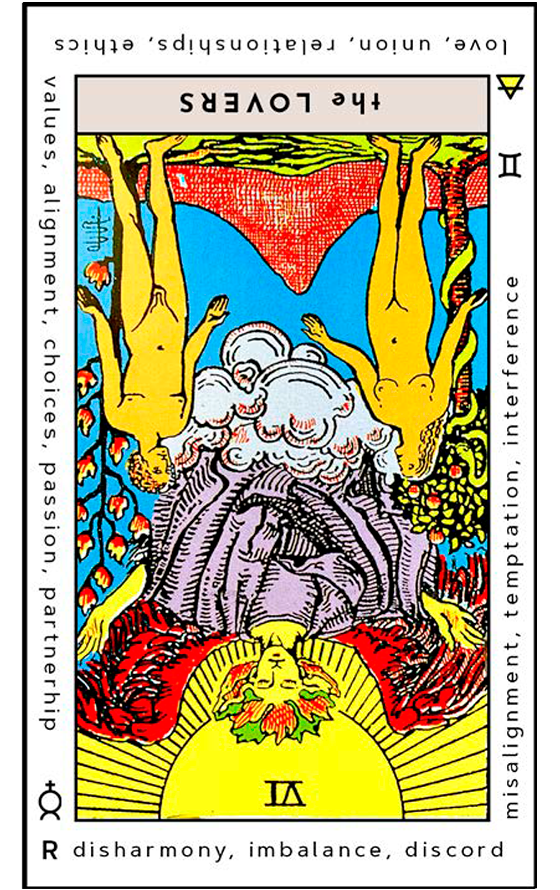 love, union, relationships, ethics
the LOVERS
values, alignment, choices, passion, partnerhip
misalignment, temptation, interference
VI
R disharmony, imbalance, discord